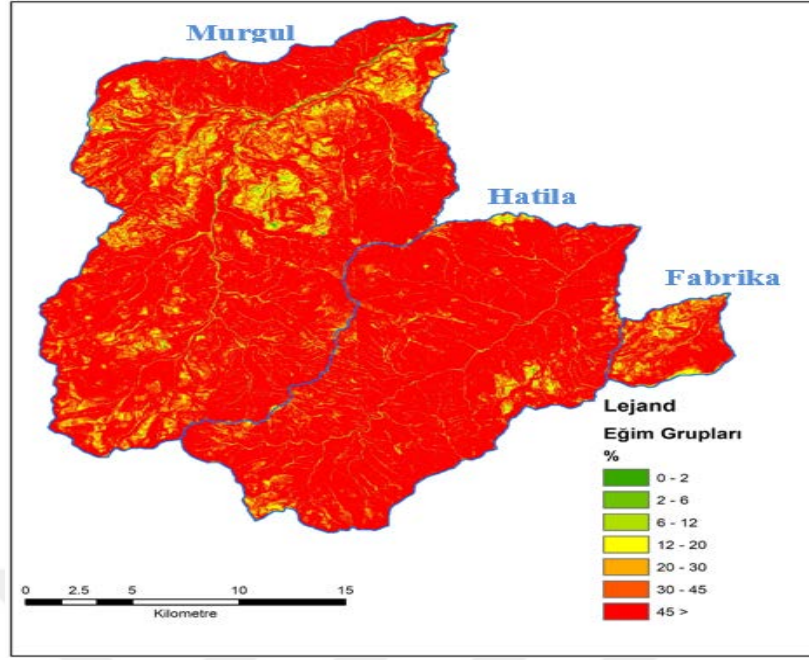 Murgul
Hatila
Fabrika
Lejand
Eğim Grupları
%
0 - 2
2 - 6
6 - 12
12 - 20
20 - 30
30 - 45
45 >
0 2.5 5 10 15
Kilometre